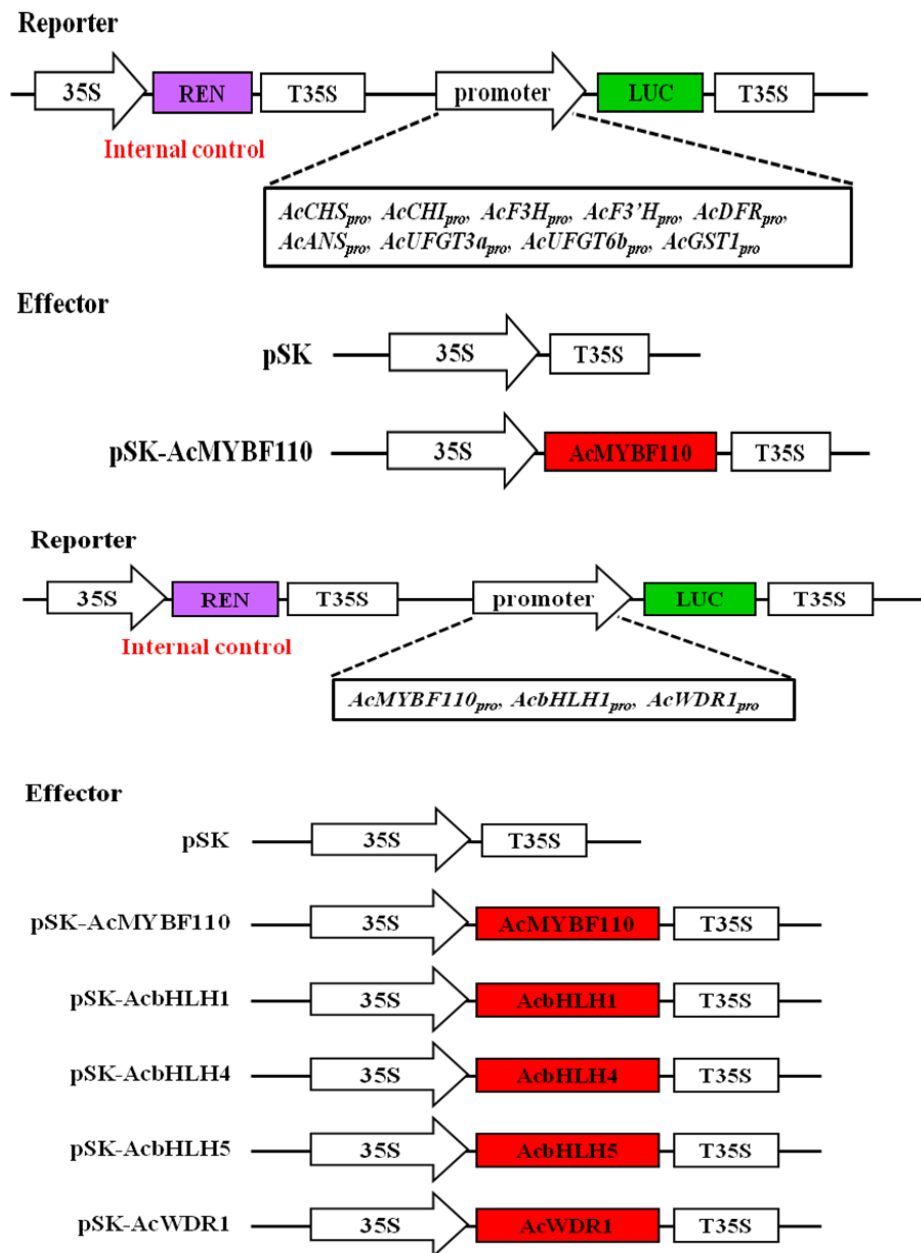 Reporter
35S REN T35S promoter LUC T35S
Internal control
AcCHSpro, AcCHIpro, AcF3Hpro, AcF3’Hpro, AcDFRpro,
AcANSpro, AcUFGT3apro, AcUFGT6bpro, AcGST1pro
Effector
pSK 35S T35S
pSK-AcMYBF110 35S AcMYBF110 T35S
Reporter
35S REN T35S promoter LUC T35S
Internal control
AcMYBF110pro, AcbHLH1pro, AcWDR1pro
Effector
pSK 35S T35S
pSK-AcMYBF110 35S AcMYBF110 T35S
pSK-AcbHLH1 35S AcbHLH1 T35S
pSK-AcbHLH4 35S AcbHLH4 T35S
pSK-AcbHLH5 35S AcbHLH5 T35S
pSK-AcWDR1 35S AcWDR1 T35S